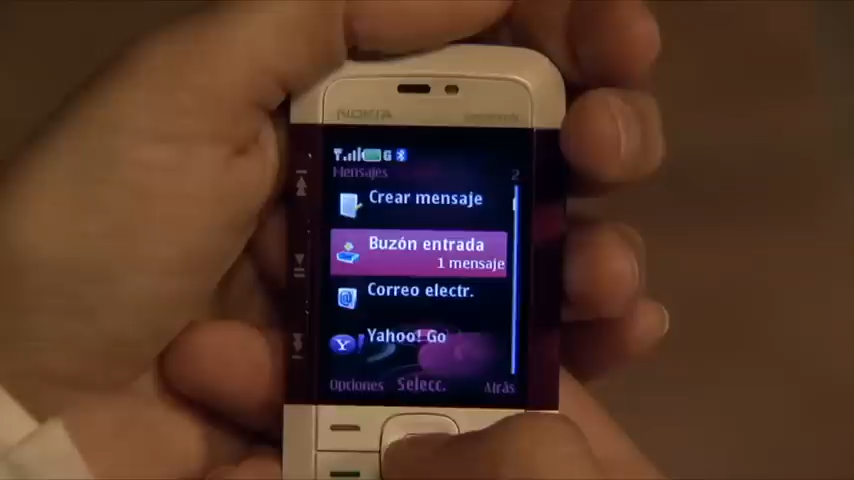 NOKIA
G
Mensajes 2
Crear mensaje
Buzón entrada
1 mensaje
@
Correo electr.
Y!
Yahoo! Go
Opciones Selecc. Atrás